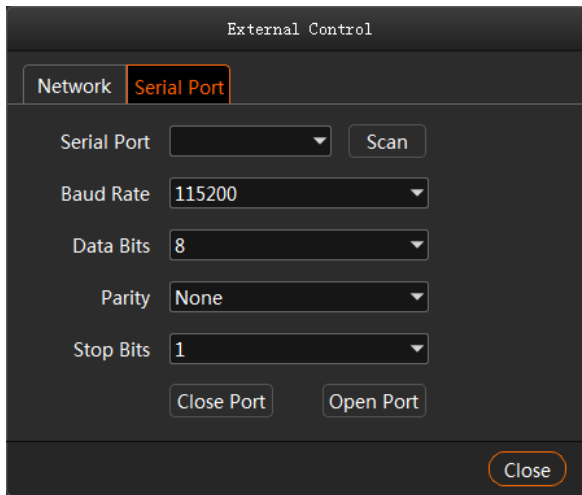 External Control
Network Serial Port
Serial Port Scan
Baud Rate 115200
Data Bits 8
Parity None
Stop Bits 1
Close Port Open Port
Close